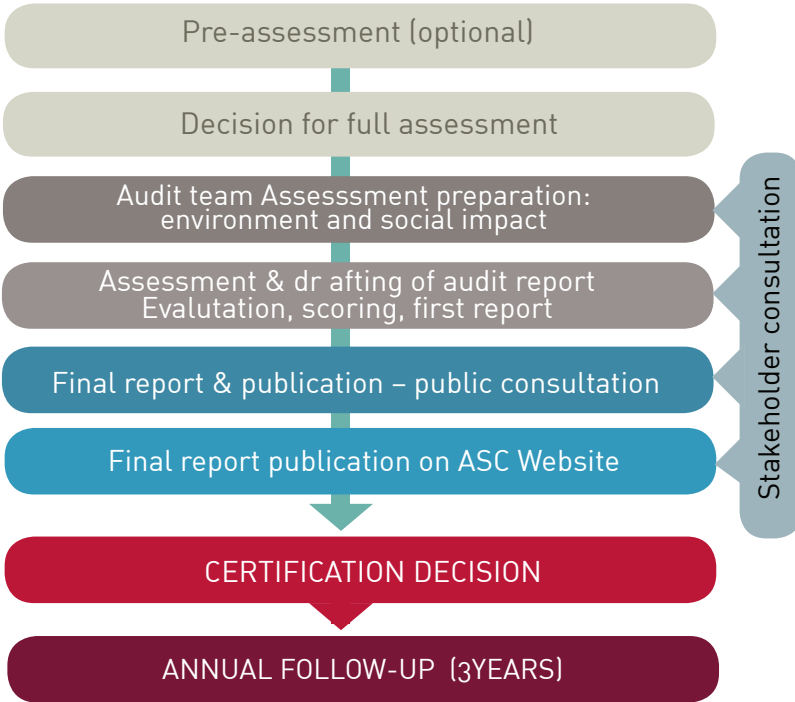 Pre-assessment (optional)
Decision for full assessment
Audit team Assesssment preparation:
environment and social impact
Assessment & dr afting of audit report
Evalutation, scoring, first report
Final report & publication – public consultation
Final report publication on ASC Website
Stakeholder consultation
CERTIFICATION DECISION
ANNUAL FOLLOW-UP (3YEARS)